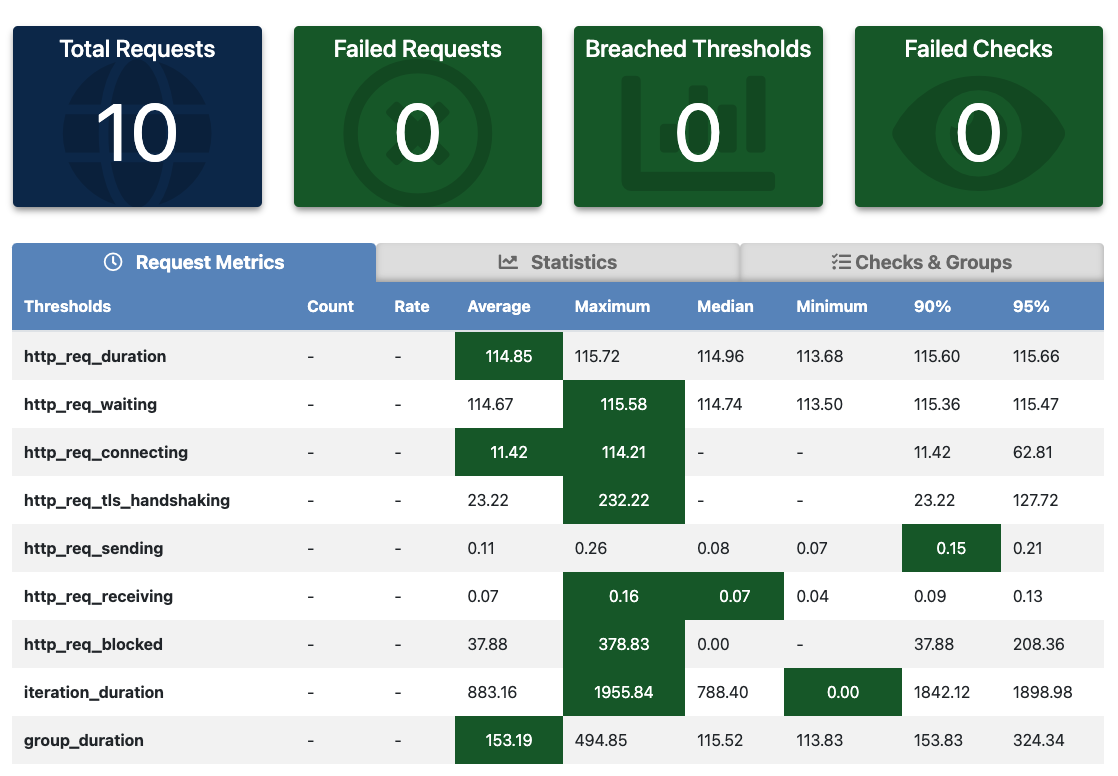 Total Requests Failed Requests Breached Thresholds Failed Checks
10 0 0 0
Request Metrics Statistics Checks & Groups
Thresholds Count Rate Average Maximum Median Minimum 90% 95%
http_req_duration - - 114.85 115.72 114.96 113.68 115.60 115.66
http_req_waiting - - 114.67 115.58 114.74 113.50 115.36 115.47
http_req_connecting - - 11.42 114.21 - - 11.42 62.81
http_req_tls_handshaking - - 23.22 232.22 - - 23.22 127.72
http_req_sending - - 0.11 0.26 0.08 0.07 0.15 0.21
http_req_receiving - - 0.07 0.16 0.07 0.04 0.09 0.13
http_req_blocked - - 37.88 378.83 0.00 - 37.88 208.36
iteration_duration - - 883.16 1955.84 788.40 0.00 1842.12 1898.98
group_duration - - 153.19 494.85 115.52 113.83 153.83 324.34